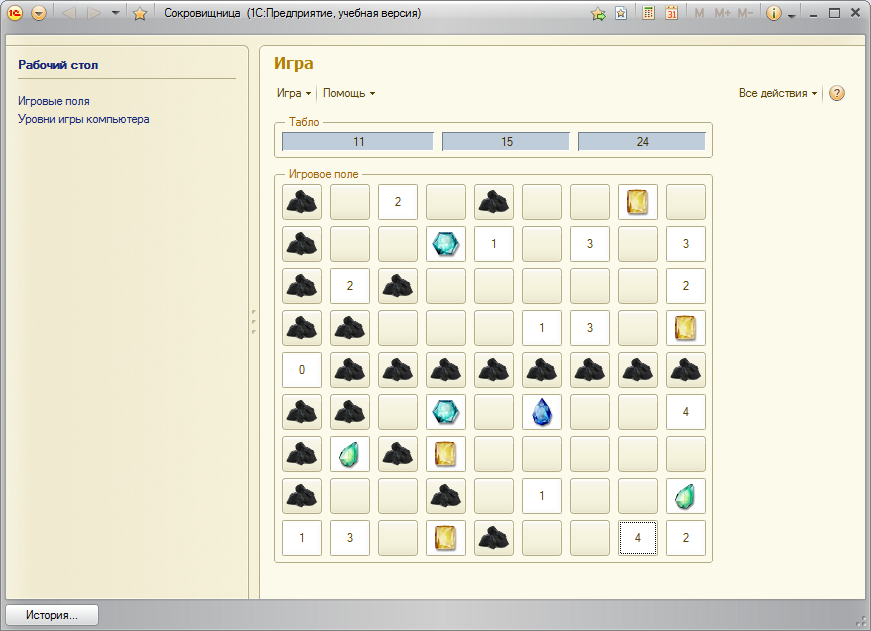 1С Сокровищница (1С:Предприятие, учебная версия) 31 M M+ M- i
Рабочий стол
Игровые поля
Уровни игры компьютера
Игра
Игра Помощь Все действия ?
Табло
11 15 24
Игровое поле
2
1 3 3
2 2
1 3
0
4
1
1 3 4 2
История...